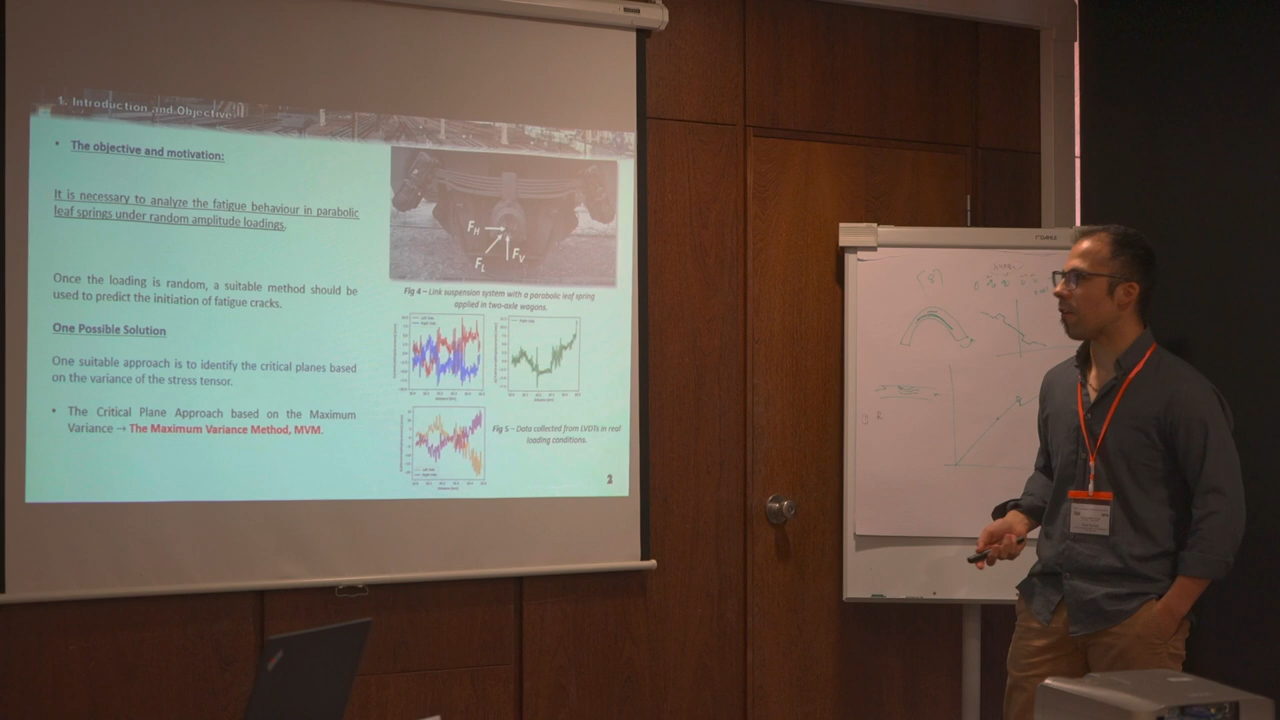 1. Introduction and Objective
• The objective and motivation:
It is necessary to analyze the fatigue behaviour in parabolic
leaf springs under random amplitude loadings.
Once the loading is random, a suitable method should be
used to predict the initiation of fatigue cracks.
One Possible Solution
One suitable approach is to identify the critical planes based
on the variance of the stress tensor.
• The Critical Plane Approach based on the Maximum
Variance → The Maximum Variance Method, MVM.
F_H
F_L
F_V
Fig 4 – Link suspension system with a parabolic leaf spring
applied in two-axle wagons.
Fig 5 – Data collected from LVDTs in real
loading conditions.
2
R